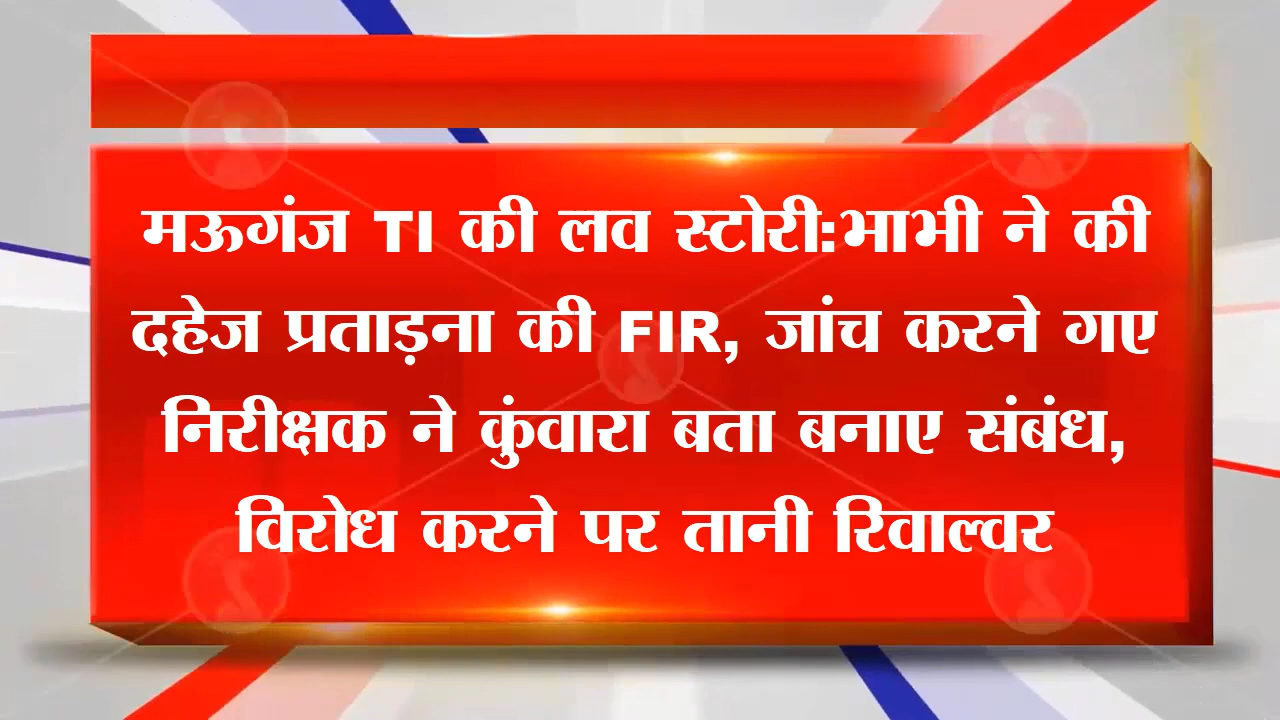 मऊगंज TI की लव स्टोरी:भाभी ने की
दहेज प्रताड़ना की FIR, जांच करने गए
निरीक्षक ने कुंवारा बता बनाए संबंध,
विरोध करने पर तानी रिवाल्वर